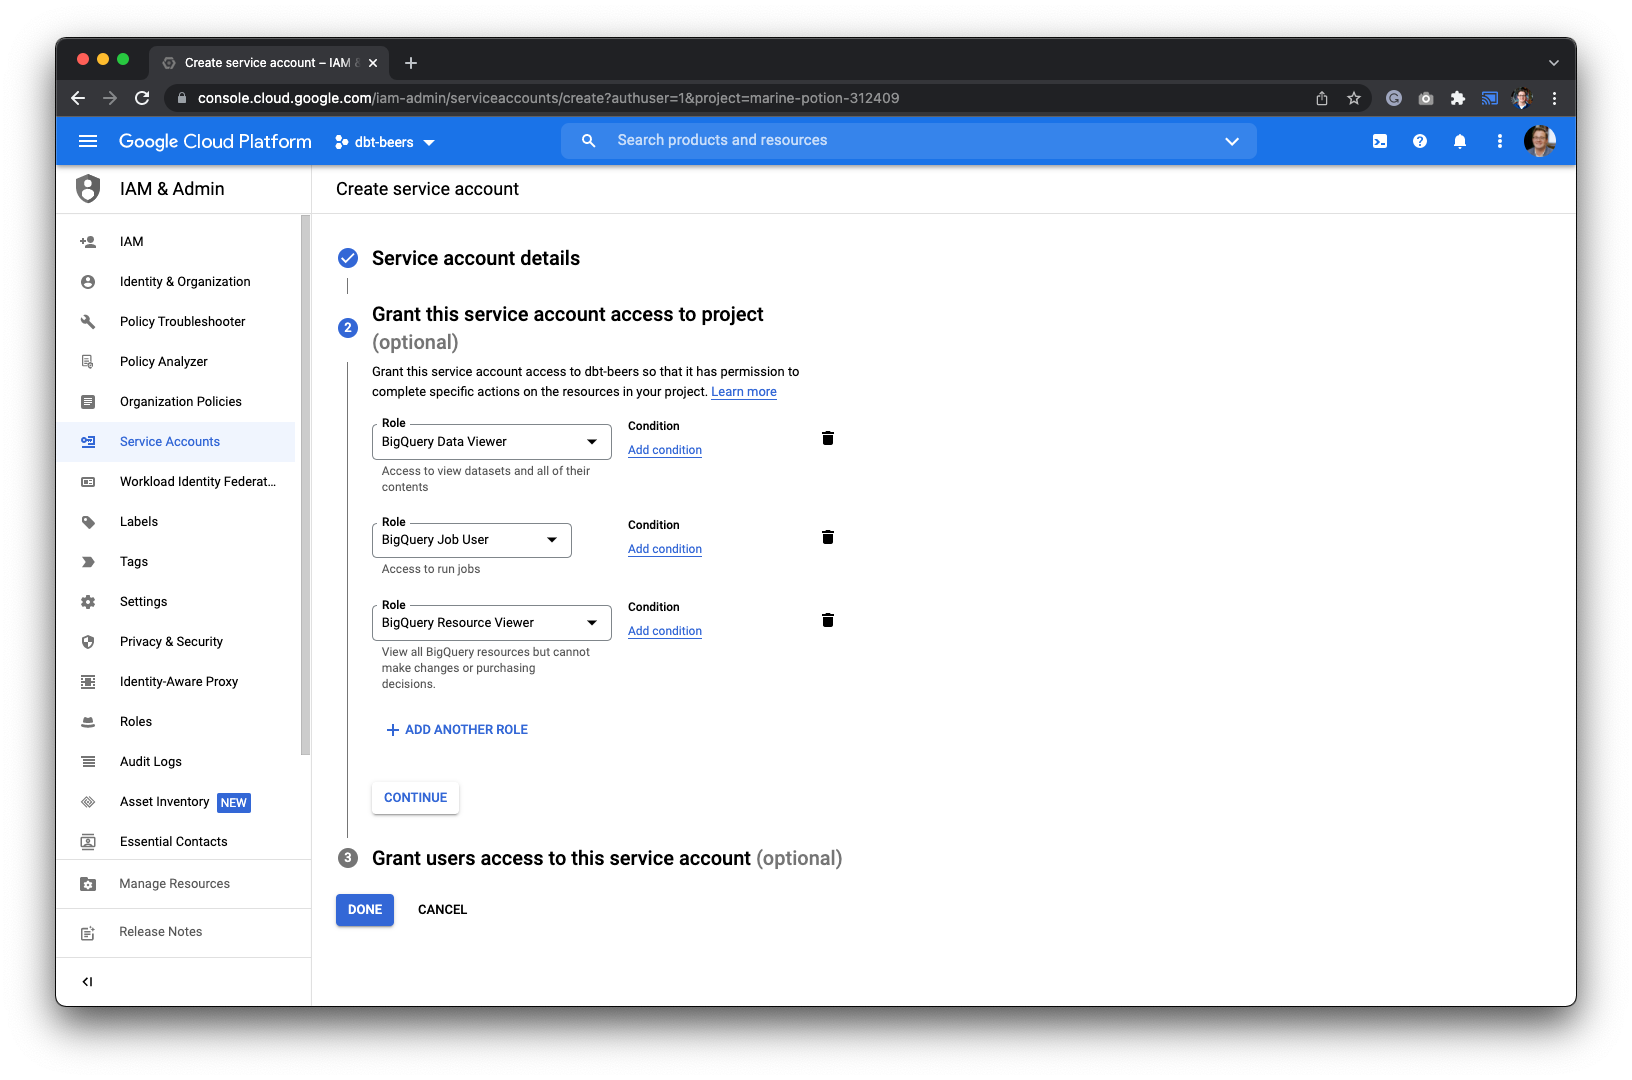 Create service account – IAM &
console.cloud.google.com/iam-admin/serviceaccounts/create?authuser=1&project=marine-potion-312409
Google Cloud Platform
dbt-beers
Search products and resources
IAM & Admin
Create service account
IAM
Identity & Organization
Policy Troubleshooter
Policy Analyzer
Organization Policies
Service Accounts
Workload Identity Federat...
Labels
Tags
Settings
Privacy & Security
Identity-Aware Proxy
Roles
Audit Logs
Asset Inventory NEW
Essential Contacts
Manage Resources
Release Notes
Service account details
2
Grant this service account access to project
(optional)
Grant this service account access to dbt-beers so that it has permission to
complete specific actions on the resources in your project. Learn more
Role
BigQuery Data Viewer
Condition
Add condition
Access to view datasets and all of their
contents
Role
BigQuery Job User
Condition
Add condition
Access to run jobs
Role
BigQuery Resource Viewer
Condition
Add condition
View all BigQuery resources but cannot
make changes or purchasing
decisions.
ADD ANOTHER ROLE
CONTINUE
3
Grant users access to this service account (optional)
DONE
CANCEL